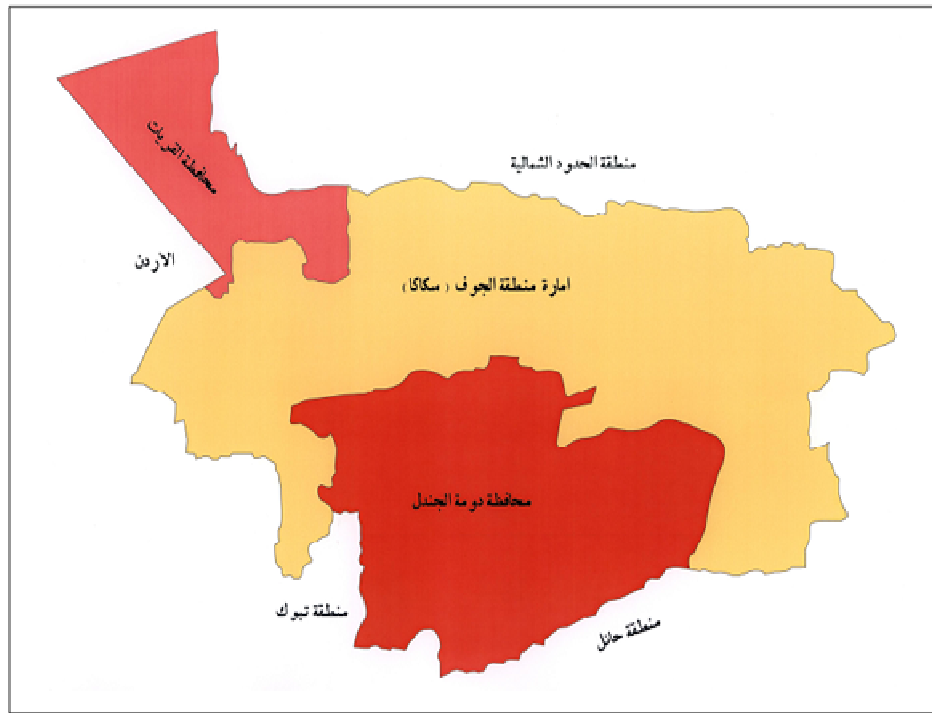 محافظة القريات
منطقة الحدود الشمالية
الاردن
امارة منطقة الجوف ( سكاكا )
محافظة دومة الجندل
منطقة تبوك
منطقة حائل